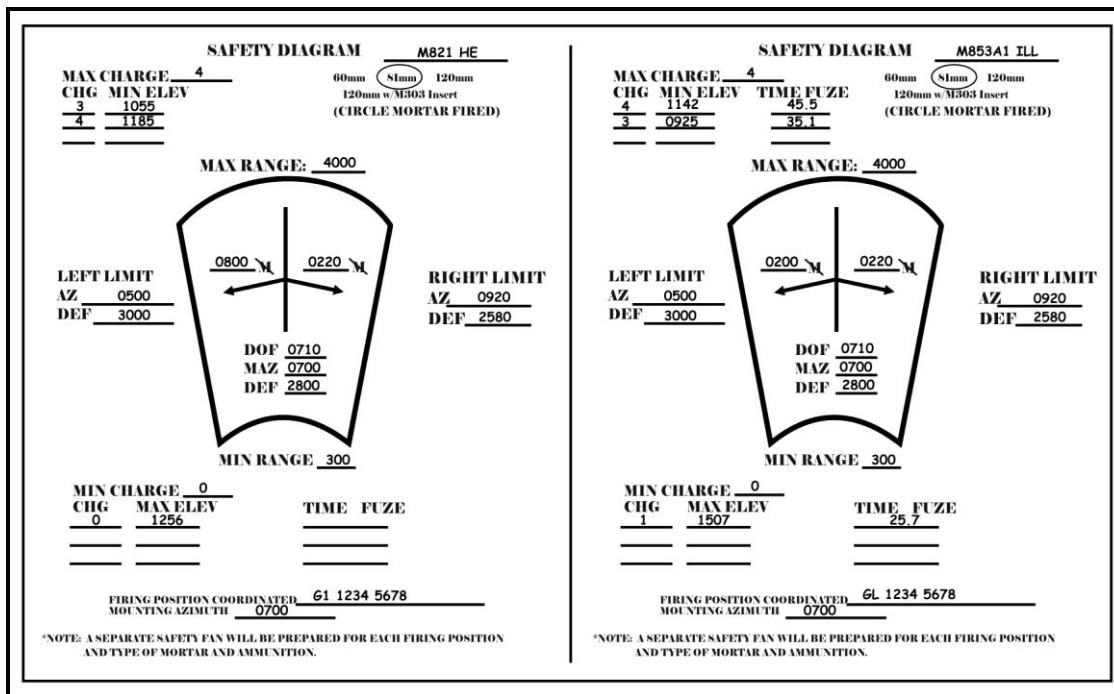 SAFETY DIAGRAM M821 HE
MAX CHARGE 4
60mm 81mm 120mm
120mm w/M303 Insert
(CIRCLE MORTAR FIRED)
CHG MIN ELEV
3 1055
4 1185
MAX RANGE: 4000
0800 M 0220 M
LEFT LIMIT
AZ 0500
DEF 3000
RIGHT LIMIT
AZ 0920
DEF 2580
DOF 0710
MAZ 0700
DEF 2800
MIN RANGE 300
MIN CHARGE 0
CHG MAX ELEV TIME FUZE
0 1256
FIRING POSITION COORDINATED G1 1234 5678
MOUNTING AZIMUTH 0700
*NOTE: A SEPARATE SAFETY FAN WILL BE PREPARED FOR EACH FIRING POSITION
AND TYPE OF MORTAR AND AMMUNITION.
SAFETY DIAGRAM M853A1 ILL
MAX CHARGE 4
60mm 81mm 120mm
120mm w/M303 Insert
(CIRCLE MORTAR FIRED)
CHG MIN ELEV TIME FUZE
4 1142 45.5
3 0925 35.1
MAX RANGE: 4000
0200 M 0220 M
LEFT LIMIT
AZ 0500
DEF 3000
RIGHT LIMIT
AZ 0920
DEF 2580
DOF 0710
MAZ 0700
DEF 2800
MIN RANGE 300
MIN CHARGE 0
CHG MAX ELEV TIME FUZE
1 1507 25.7
FIRING POSITION COORDINATED GL 1234 5678
MOUNTING AZIMUTH 0700
*NOTE: A SEPARATE SAFETY FAN WILL BE PREPARED FOR EACH FIRING POSITION
AND TYPE OF MORTAR AND AMMUNITION.